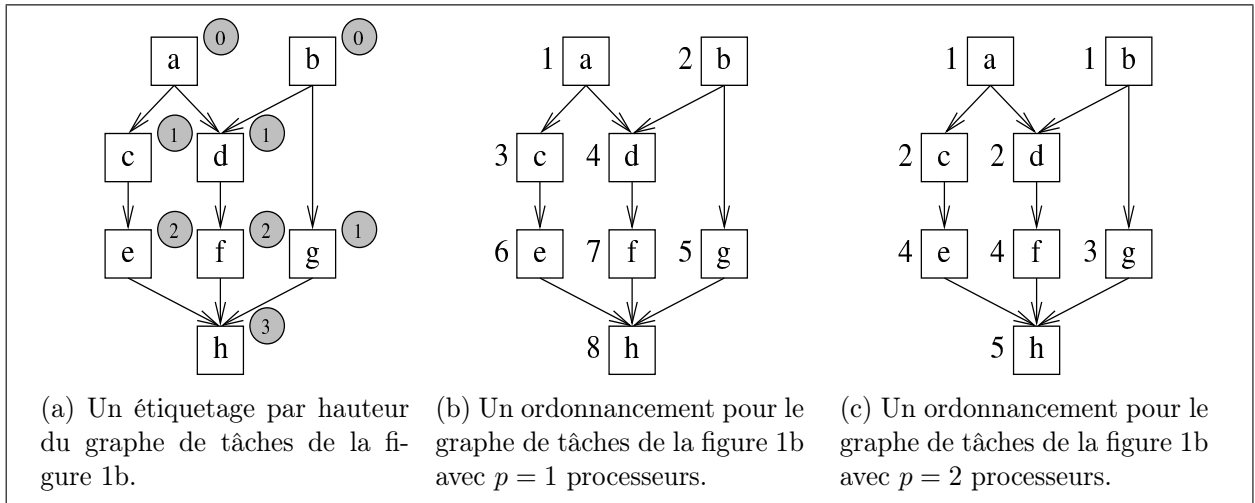 0 0
a b
1 1
c d
2 2 1
e f g
3
h
1 a 2 b
3 c 4 d
6 e 7 f 5 g
8 h
1 a 1 b
2 c 2 d
4 e 4 f 3 g
5 h
(a) Un étiquetage par hauteur
du graphe de tâches de la fi-
gure 1b.
(b) Un ordonnancement pour le
graphe de tâches de la figure 1b
avec p = 1 processeurs.
(c) Un ordonnancement pour le
graphe de tâches de la figure 1b
avec p = 2 processeurs.